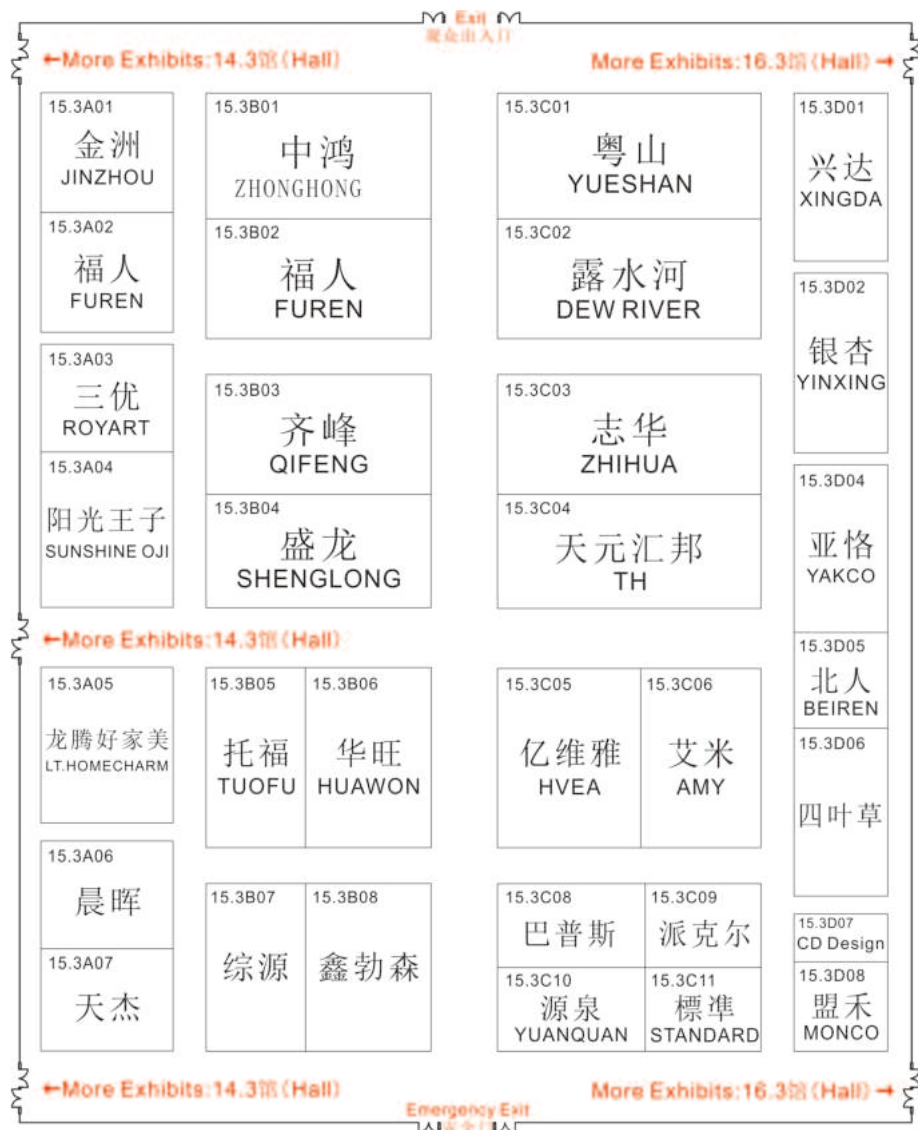 Exit
观众出入口
←More Exhibits:14.3馆(Hall)
More Exhibits:16.3馆(Hall)→
15.3A01
金洲
JINZHOU
15.3A02
福人
FUREN
15.3A03
三优
ROYART
15.3A04
阳光王子
SUNSHINE OJI
15.3B01
中鸿
ZHONGHONG
15.3B02
福人
FUREN
15.3B03
齐峰
QIFENG
15.3B04
盛龙
SHENGLONG
15.3C01
粤山
YUESHAN
15.3C02
露水河
DEW RIVER
15.3C03
志华
ZHIHUA
15.3C04
天元汇邦
TH
15.3D01
兴达
XINGDA
15.3D02
银杏
YINXING
15.3D04
亚恪
YAKCO
15.3D05
北人
BEIREN
15.3D06
四叶草
←More Exhibits:14.3馆(Hall)
15.3A05
龙腾好家美
LT.HOMECHARM
15.3A06
晨晖
15.3A07
天杰
15.3B05
托福
TUOFU
15.3B06
华旺
HUAWON
15.3B07
综源
15.3B08
鑫勃森
15.3C05
亿维雅
HVEA
15.3C06
艾米
AMY
15.3C08
巴普斯
15.3C09
派克尔
15.3C10
源泉
YUANQUAN
15.3C11
標準
STANDARD
15.3D07
CD Design
15.3D08
盟禾
MONCO
←More Exhibits:14.3馆(Hall)
More Exhibits:16.3馆(Hall)→
Emergency Exit
安全门